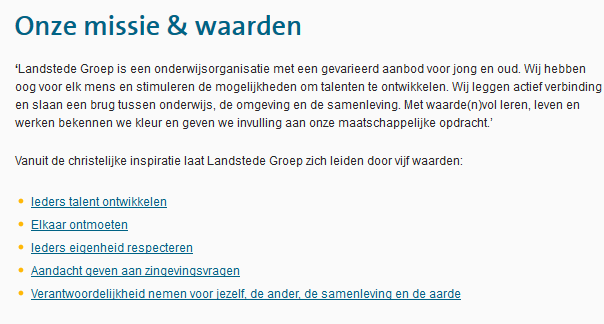 Onze missie & waarden
‘Landstede Groep is een onderwijsorganisatie met een gevarieerd aanbod voor jong en oud. Wij hebben
oog voor elk mens en stimuleren de mogelijkheden om talenten te ontwikkelen. Wij leggen actief verbinding
en slaan een brug tussen onderwijs, de omgeving en de samenleving. Met waarde(n)vol leren, leven en
werken bekennen we kleur en geven we invulling aan onze maatschappelijke opdracht.’
Vanuit de christelijke inspiratie laat Landstede Groep zich leiden door vijf waarden:
• Ieders talent ontwikkelen
• Elkaar ontmoeten
• Ieders eigenheid respecteren
• Aandacht geven aan zingevingsvragen
• Verantwoordelijkheid nemen voor jezelf, de ander, de samenleving en de aarde